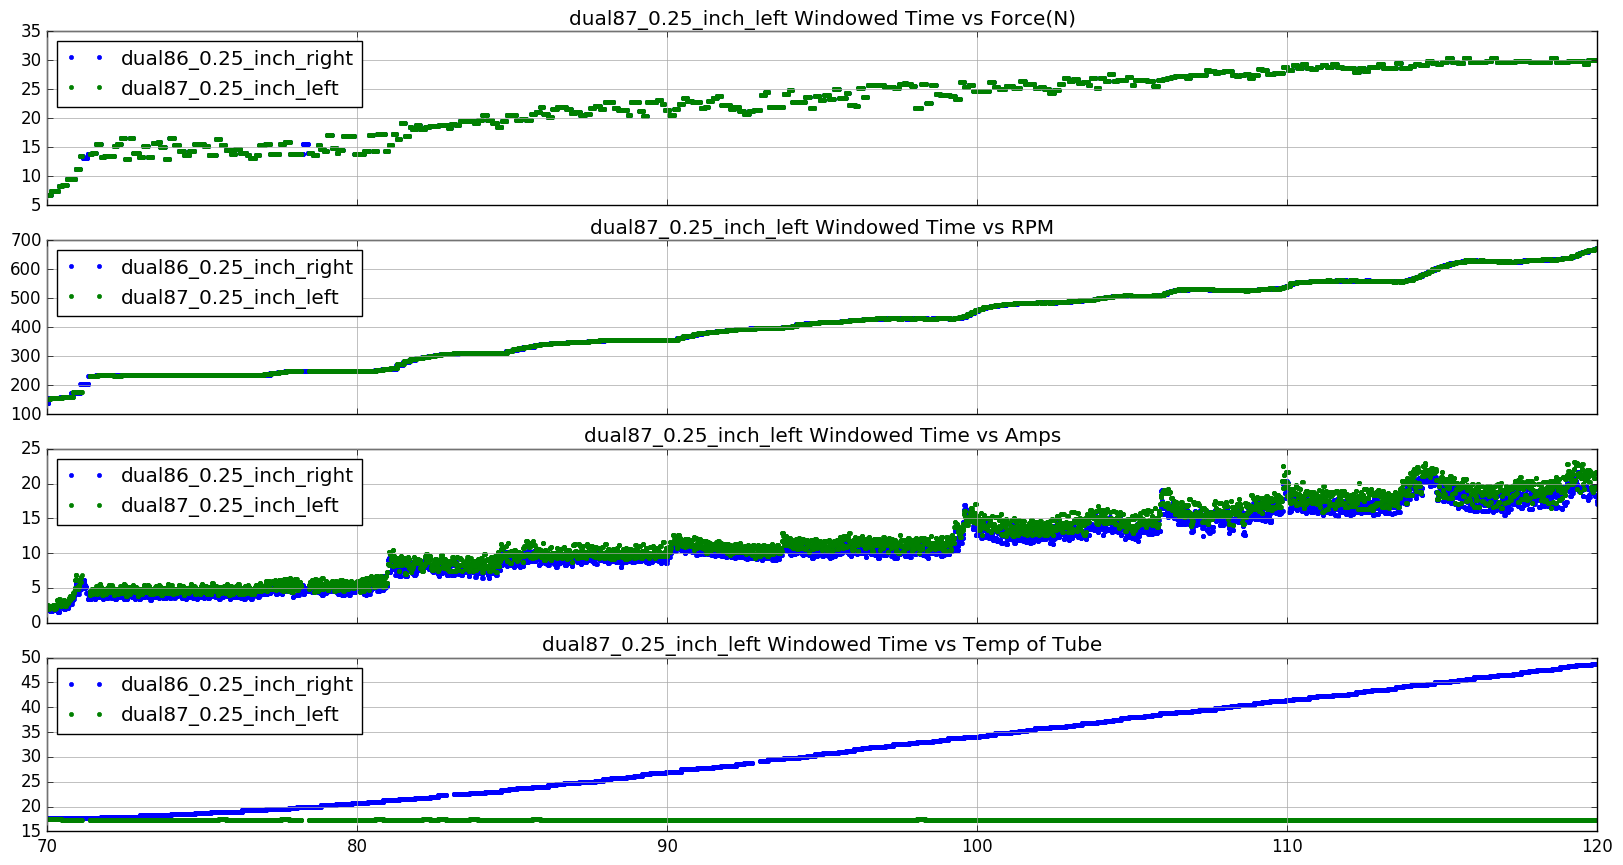 dual87_0.25_inch_left Windowed Time vs Force(N)
35
30
25
20
15
10
5
dual86_0.25_inch_right
dual87_0.25_inch_left
dual87_0.25_inch_left Windowed Time vs RPM
700
600
500
400
300
200
100
dual86_0.25_inch_right
dual87_0.25_inch_left
dual87_0.25_inch_left Windowed Time vs Amps
25
20
15
10
5
0
dual86_0.25_inch_right
dual87_0.25_inch_left
dual87_0.25_inch_left Windowed Time vs Temp of Tube
50
45
40
35
30
25
20
15
dual86_0.25_inch_right
dual87_0.25_inch_left
70 80 90 100 110 120